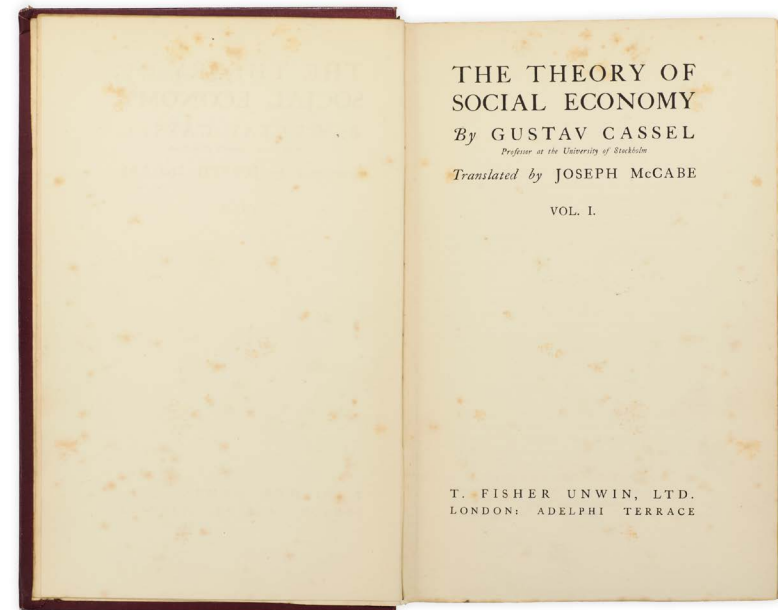 THE THEORY OF
SOCIAL ECONOMY
By GUSTAV CASSEL
Professor at the University of Stockholm
Translated by JOSEPH McCABE
VOL. I.
T. FISHER UNWIN, LTD.
LONDON: ADELPHI TERRACE